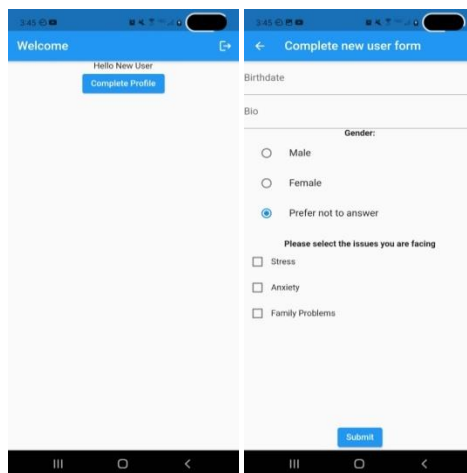 3:45
Welcome
Hello New User
Complete Profile
3:45
Complete new user form
Birthdate
Bio
Gender:
Male
Female
Prefer not to answer
Please select the issues you are facing
Stress
Anxiety
Family Problems
Submit